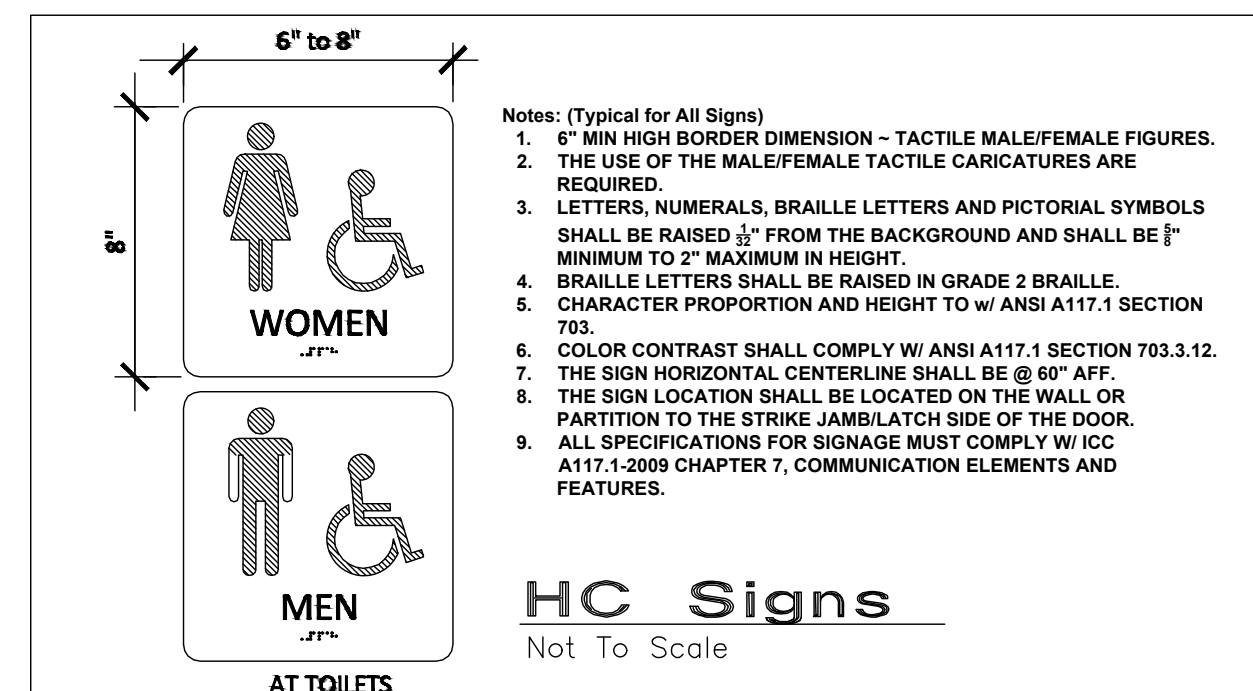 6" to 8"
8"
WOMEN
MEN
AT TOILETS
Notes: (Typical for All Signs)
1. 6" MIN HIGH BORDER DIMENSION ~ TACTILE MALE/FEMALE FIGURES.
2. THE USE OF THE MALE/FEMALE TACTILE CARICATURES ARE
REQUIRED.
3. LETTERS, NUMERALS, BRAILLE LETTERS AND PICTORIAL SYMBOLS
SHALL BE RAISED 1/32" FROM THE BACKGROUND AND SHALL BE 5/8"
MINIMUM TO 2" MAXIMUM IN HEIGHT.
4. BRAILLE LETTERS SHALL BE RAISED IN GRADE 2 BRAILLE.
5. CHARACTER PROPORTION AND HEIGHT TO w/ ANSI A117.1 SECTION
703.
6. COLOR CONTRAST SHALL COMPLY W/ ANSI A117.1 SECTION 703.3.12.
7. THE SIGN HORIZONTAL CENTERLINE SHALL BE @ 60" AFF.
8. THE SIGN LOCATION SHALL BE LOCATED ON THE WALL OR
PARTITION TO THE STRIKE JAMB/LATCH SIDE OF THE DOOR.
9. ALL SPECIFICATIONS FOR SIGNAGE MUST COMPLY W/ ICC
A117.1-2009 CHAPTER 7, COMMUNICATION ELEMENTS AND
FEATURES.
HC Signs
Not To Scale